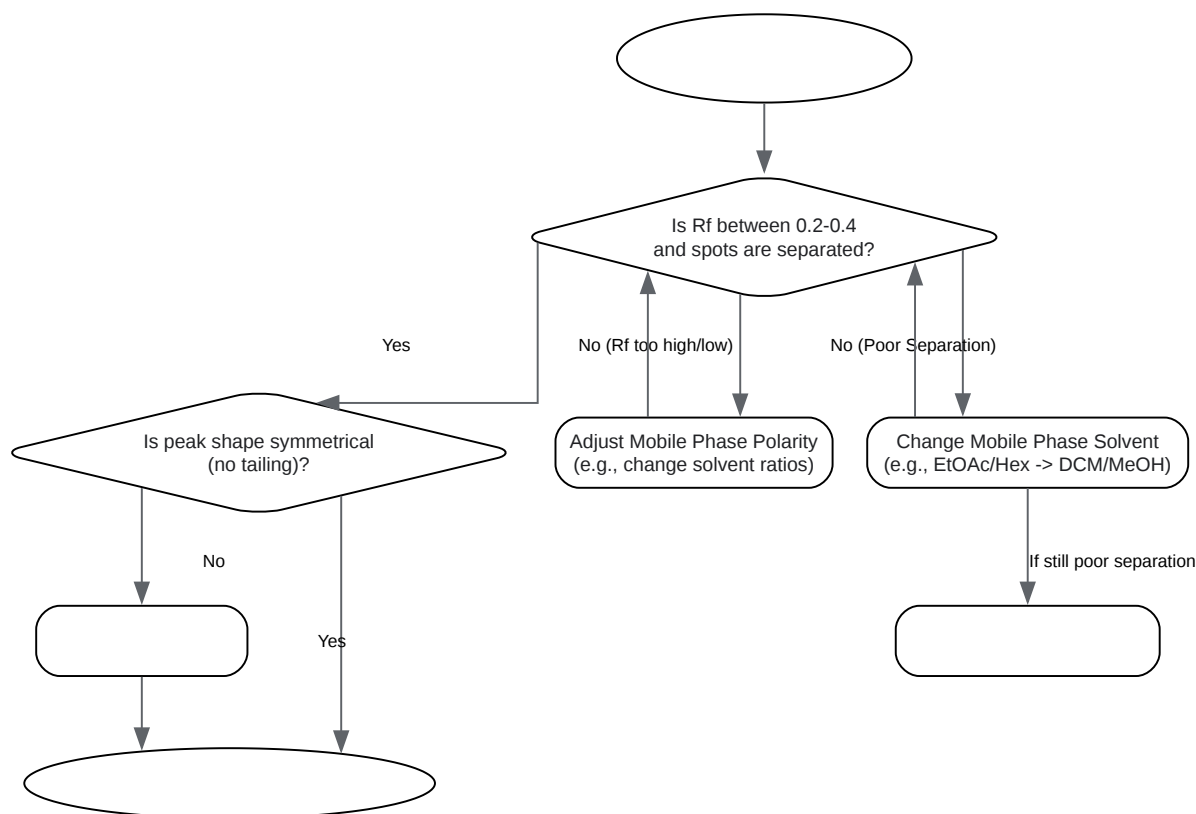 Is Rf between 0.2-0.4
and spots are separated?
Yes
No (Rf too high/low)
No (Poor Separation)
Is peak shape symmetrical
(no tailing)?
Adjust Mobile Phase Polarity
(e.g., change solvent ratios)
Change Mobile Phase Solvent
(e.g., EtOAc/Hex -> DCM/MeOH)
No
If still poor separation
Yes